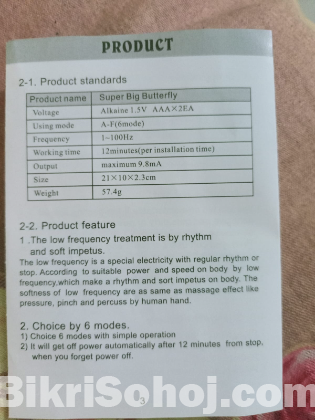 PRODUCT
2-1. Product standards
Product name Super Big Butterfly
Voltage Alkaine 1.5V AAA×2EA
Using mode A-F(6mode)
Frequency 1~100Hz
Working time 12minutes(per installation time)
Output maximum 9.8mA
Size 21×10×2.3cm
Weight 57.4g
2-2. Product feature
1 .The low frequency treatment is by rhythm
and soft impetus.
The low frequency is a special electricity with regular rhythm or
stop. According to suitable power and speed on body by low
frequency,which make a rhythm and sort impetus on body. The
softness of low frequency are as same as massage effect like
pressure, pinch and percuss by human hand.
2. Choice by 6 modes.
1) Choice 6 modes with simple operation
2) It will get off power automatically after 12 minutes from stop,
when you forget power off.
BikriSohoj.com
3